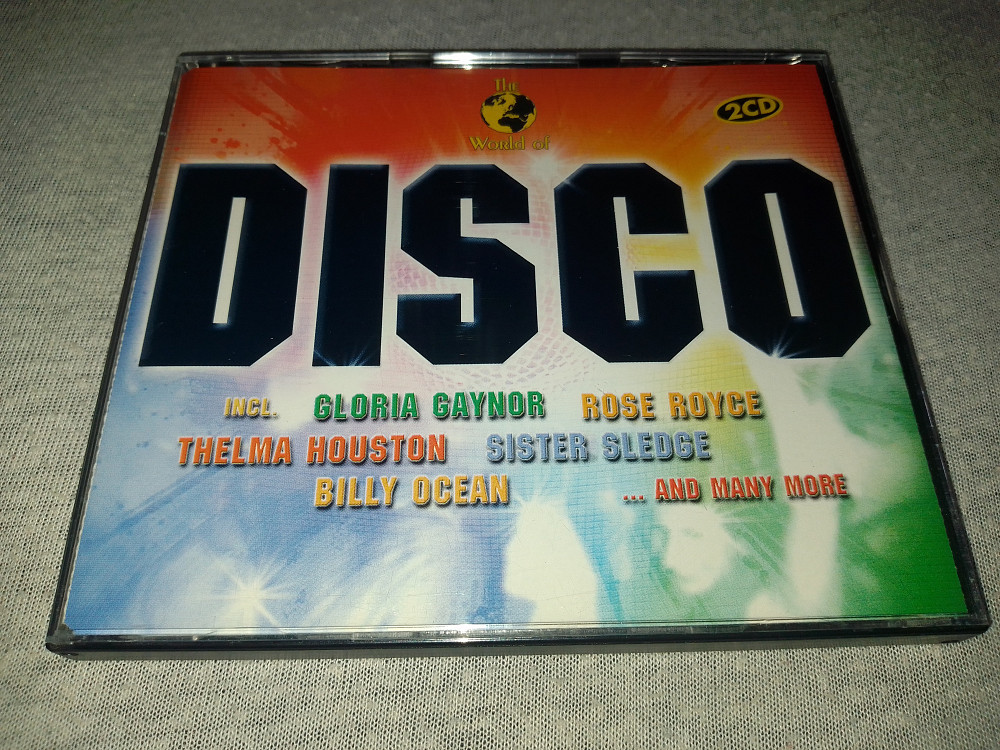 The
World of
2CD
DISCO
INCL. GLORIA GAYNOR ROSE ROYCE
THELMA HOUSTON SISTER SLEDGE
BILLY OCEAN ... AND MANY MORE